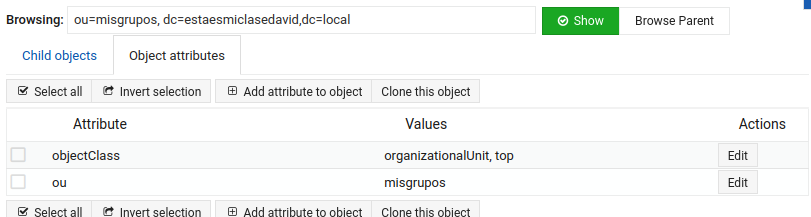 Browsing: ou=misgrupos, dc=estaesmiclasedavid,dc=local Show Browse Parent
Child objects Object attributes
Select all Invert selection Add attribute to object Clone this object
Attribute Values Actions
objectClass organizationalUnit, top Edit
ou misgrupos Edit
Select all Invert selection Add attribute to object Clone this object